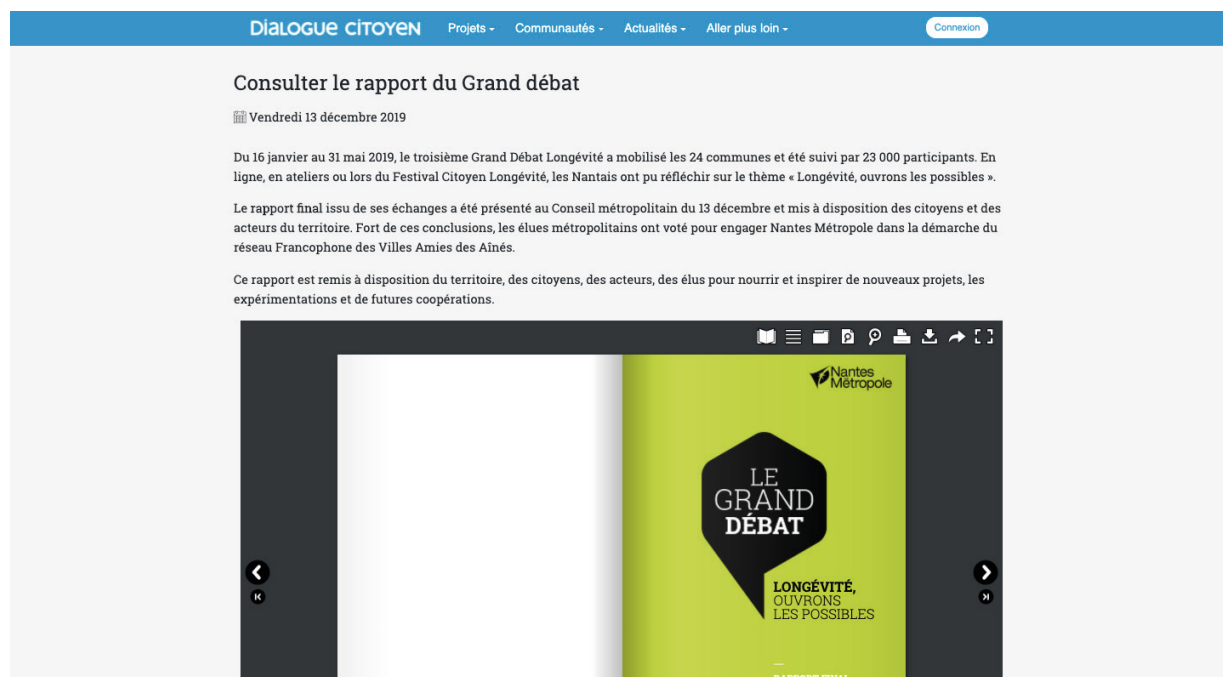 Dialogue citoyen
Projets
Communautés
Actualités
Aller plus loin
Connexion
Consulter le rapport du Grand débat
Vendredi 13 décembre 2019
Du 16 janvier au 31 mai 2019, le troisième Grand Débat Longévité a mobilisé les 24 communes et été suivi par 23 000 participants. En
ligne, en ateliers ou lors du Festival Citoyen Longévité, les Nantais ont pu réfléchir sur le thème « Longévité, ouvrons les possibles ».
Le rapport final issu de ses échanges a été présenté au Conseil métropolitain du 13 décembre et mis à disposition des citoyens et des
acteurs du territoire. Fort de ces conclusions, les élues métropolitains ont voté pour engager Nantes Métropole dans la démarche du
réseau Francophone des Villes Amies des Aînés.
Ce rapport est remis à disposition du territoire, des citoyens, des acteurs, des élus pour nourrir et inspirer de nouveaux projets, les
expérimentations et de futures coopérations.
Nantes
Métropole
LE
GRAND
DÉBAT
LONGÉVITÉ,
OUVRONS
LES POSSIBLES
—
RAPPORT FINAL